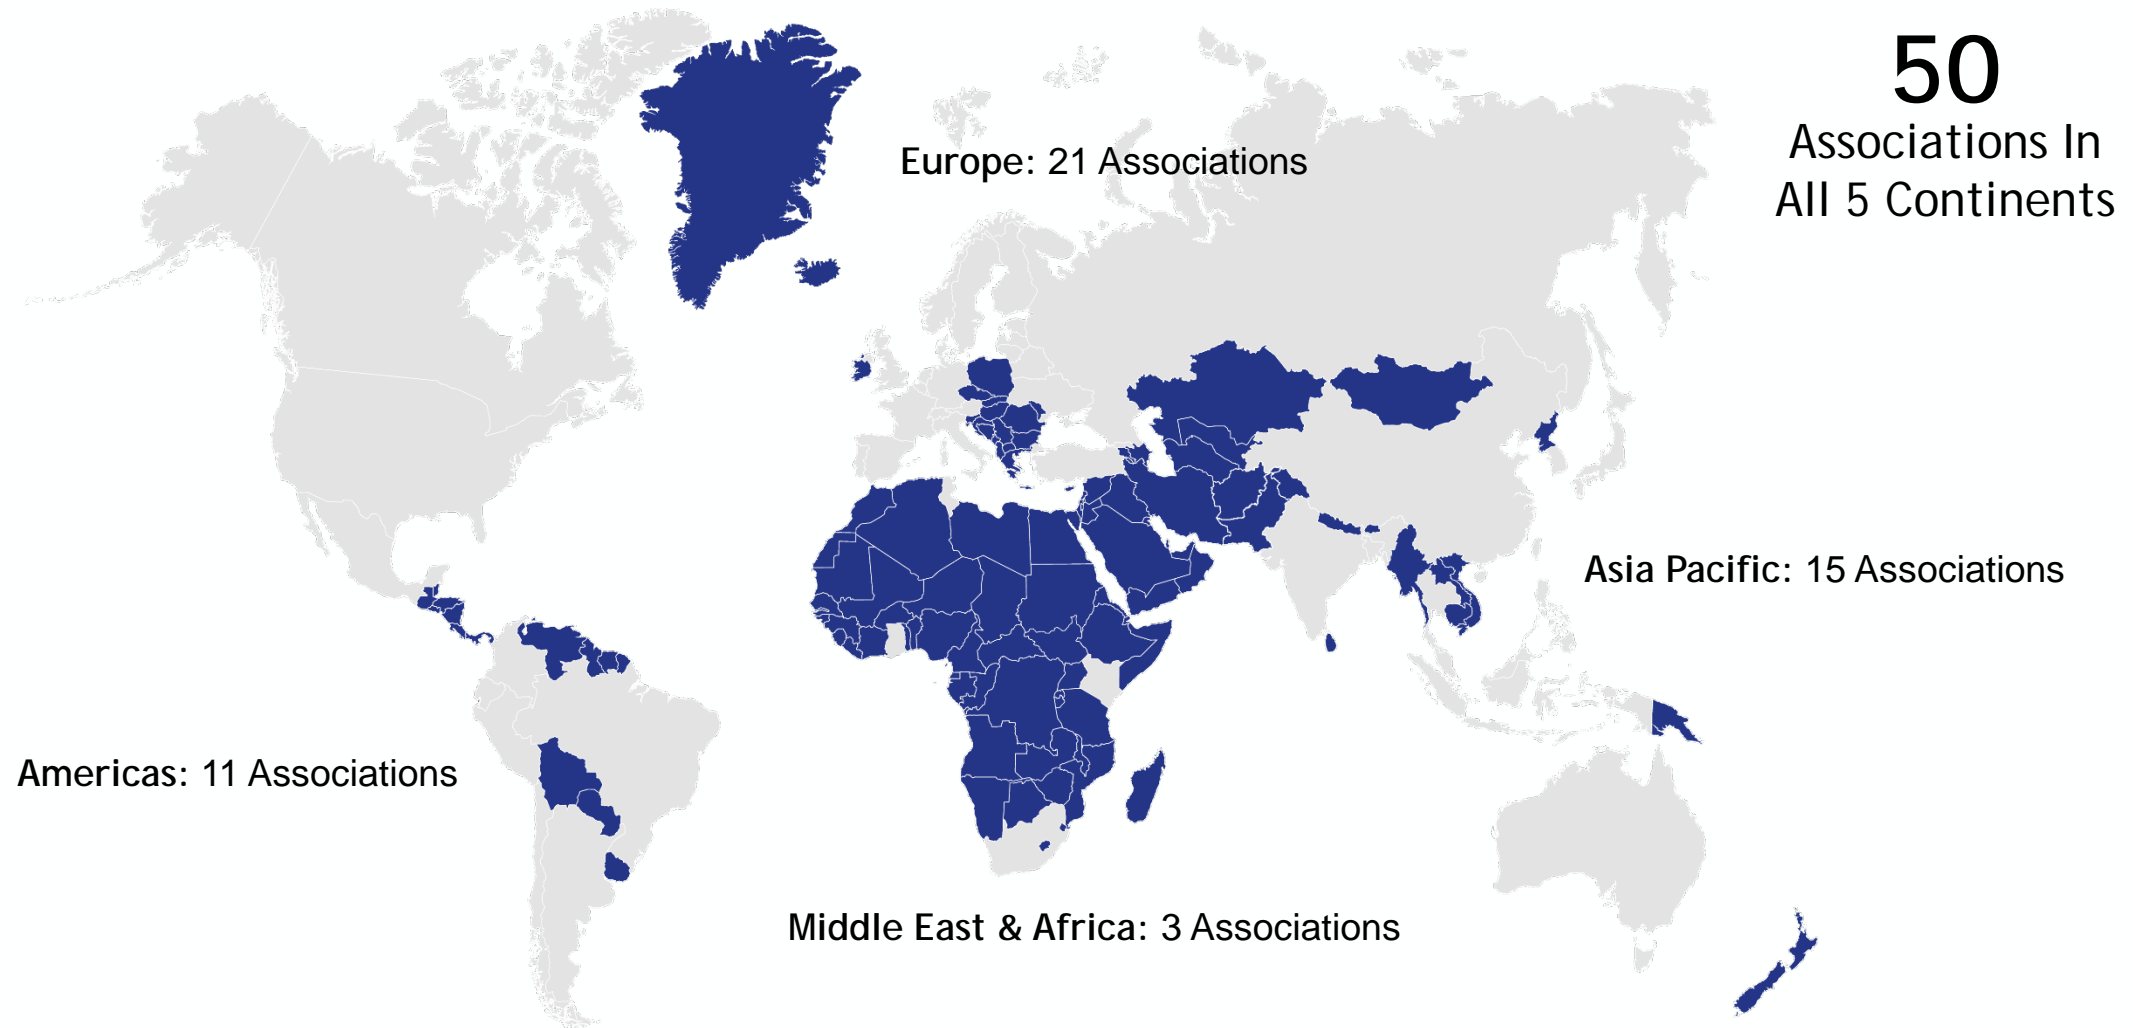 50
Associations In
All 5 Continents
Europe: 21 Associations
Asia Pacific: 15 Associations
Americas: 11 Associations
Middle East & Africa: 3 Associations